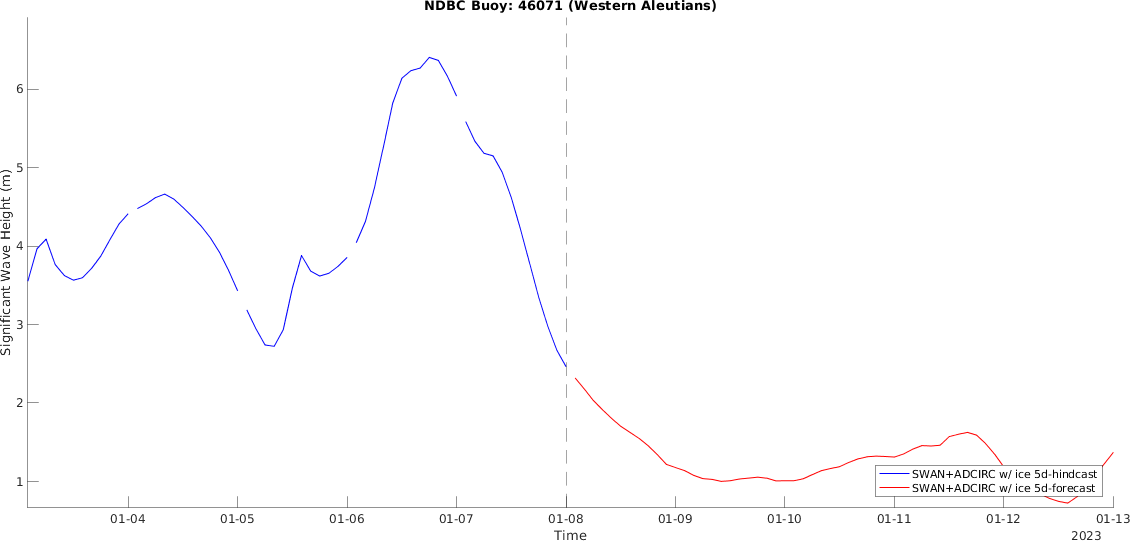 NDBC Buoy: 46071 (Western Aleutians)
Significant Wave Height (m)
6
5
4
3
2
1
SWAN+ADCIRC w/ ice 5d-hindcast
SWAN+ADCIRC w/ ice 5d-forecast
01-04 01-05 01-06 01-07 01-08 01-09 01-10 01-11 01-12 01-13
Time
2023